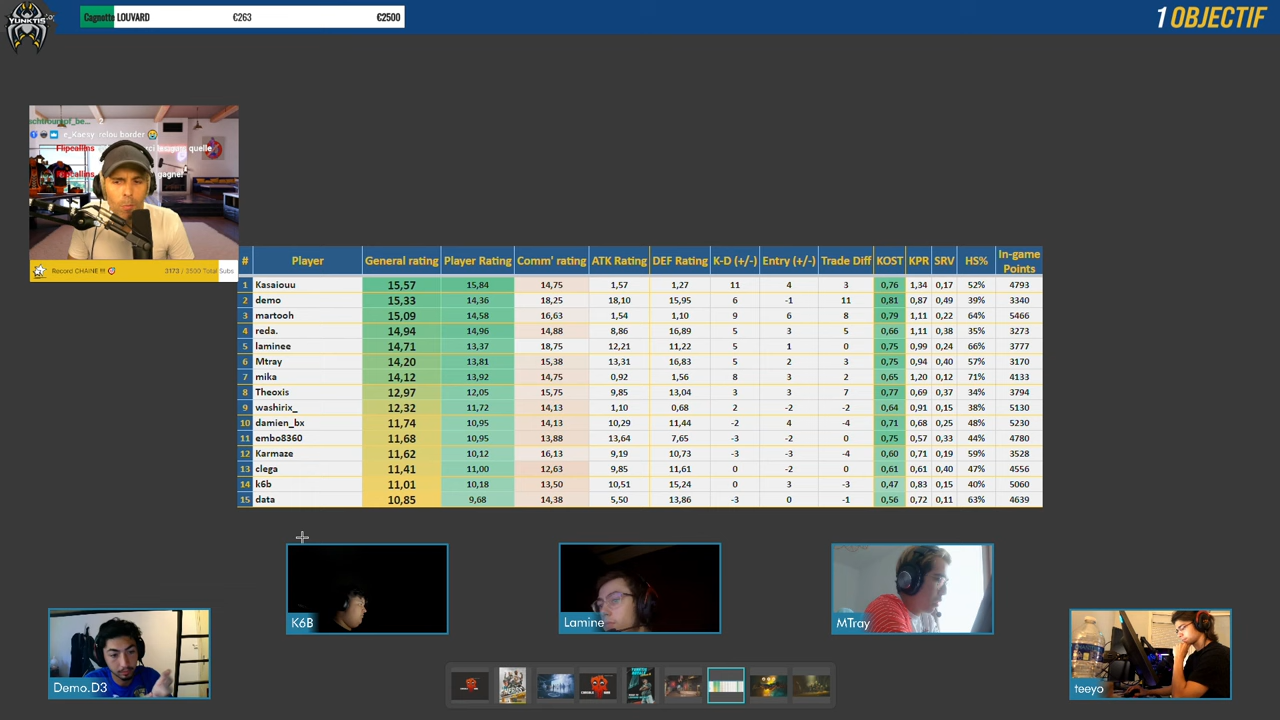 YUNKTIS
Cagnotte LOUVARD €263 €2500
1 OBJECTIF
e_Kaesy relou border
Flipcallins quelle
gagner
Record CHAINE !!! 3173 / 3500 Total Subs
# Player General rating Player Rating Comm' rating ATK Rating DEF Rating K-D (+/-) Entry (+/-) Trade Diff KOST KPR SRV HS% In-game Points
1 Kasaiouu 15,57 15,84 14,75 1,57 1,27 11 4 3 0,76 1,34 0,17 52% 4793
2 demo 15,33 14,36 18,25 18,10 15,95 6 -1 11 0,81 0,87 0,49 39% 3340
3 martooh 15,09 14,58 16,63 1,54 1,10 9 6 8 0,79 1,11 0,22 64% 5466
4 reda. 14,94 14,96 14,88 8,86 16,89 5 3 5 0,66 1,11 0,38 35% 3273
5 laminee 14,71 13,37 18,75 12,21 11,22 5 1 0 0,75 0,99 0,24 66% 3777
6 Mtray 14,20 13,81 15,38 13,31 16,83 5 2 3 0,75 0,94 0,40 57% 3170
7 mika 14,12 13,92 14,75 0,92 1,56 8 3 2 0,65 1,20 0,12 71% 4133
8 Theoxis 12,97 12,05 15,75 9,85 13,04 3 3 7 0,77 0,69 0,37 34% 3794
9 washirix_ 12,32 11,72 14,13 1,10 0,68 2 -2 -2 0,64 0,91 0,15 38% 5130
10 damien_bx 11,74 10,95 14,13 10,29 11,44 -2 4 -4 0,71 0,68 0,25 48% 5230
11 embo8360 11,68 10,95 13,88 13,64 7,65 -3 -2 0 0,75 0,57 0,33 44% 4780
12 Karmaze 11,62 10,12 16,13 9,19 10,73 -3 -3 -4 0,60 0,71 0,19 59% 3528
13 clega 11,41 11,00 12,63 9,85 11,61 0 -2 0 0,61 0,61 0,40 47% 4556
14 k6b 11,01 10,18 13,50 10,51 15,24 0 3 -3 0,47 0,83 0,15 40% 5060
15 data 10,85 9,68 14,38 5,50 13,86 -3 0 -1 0,56 0,72 0,11 63% 4639
K6B
Lamine
MTray
Demo.D3
teeyo